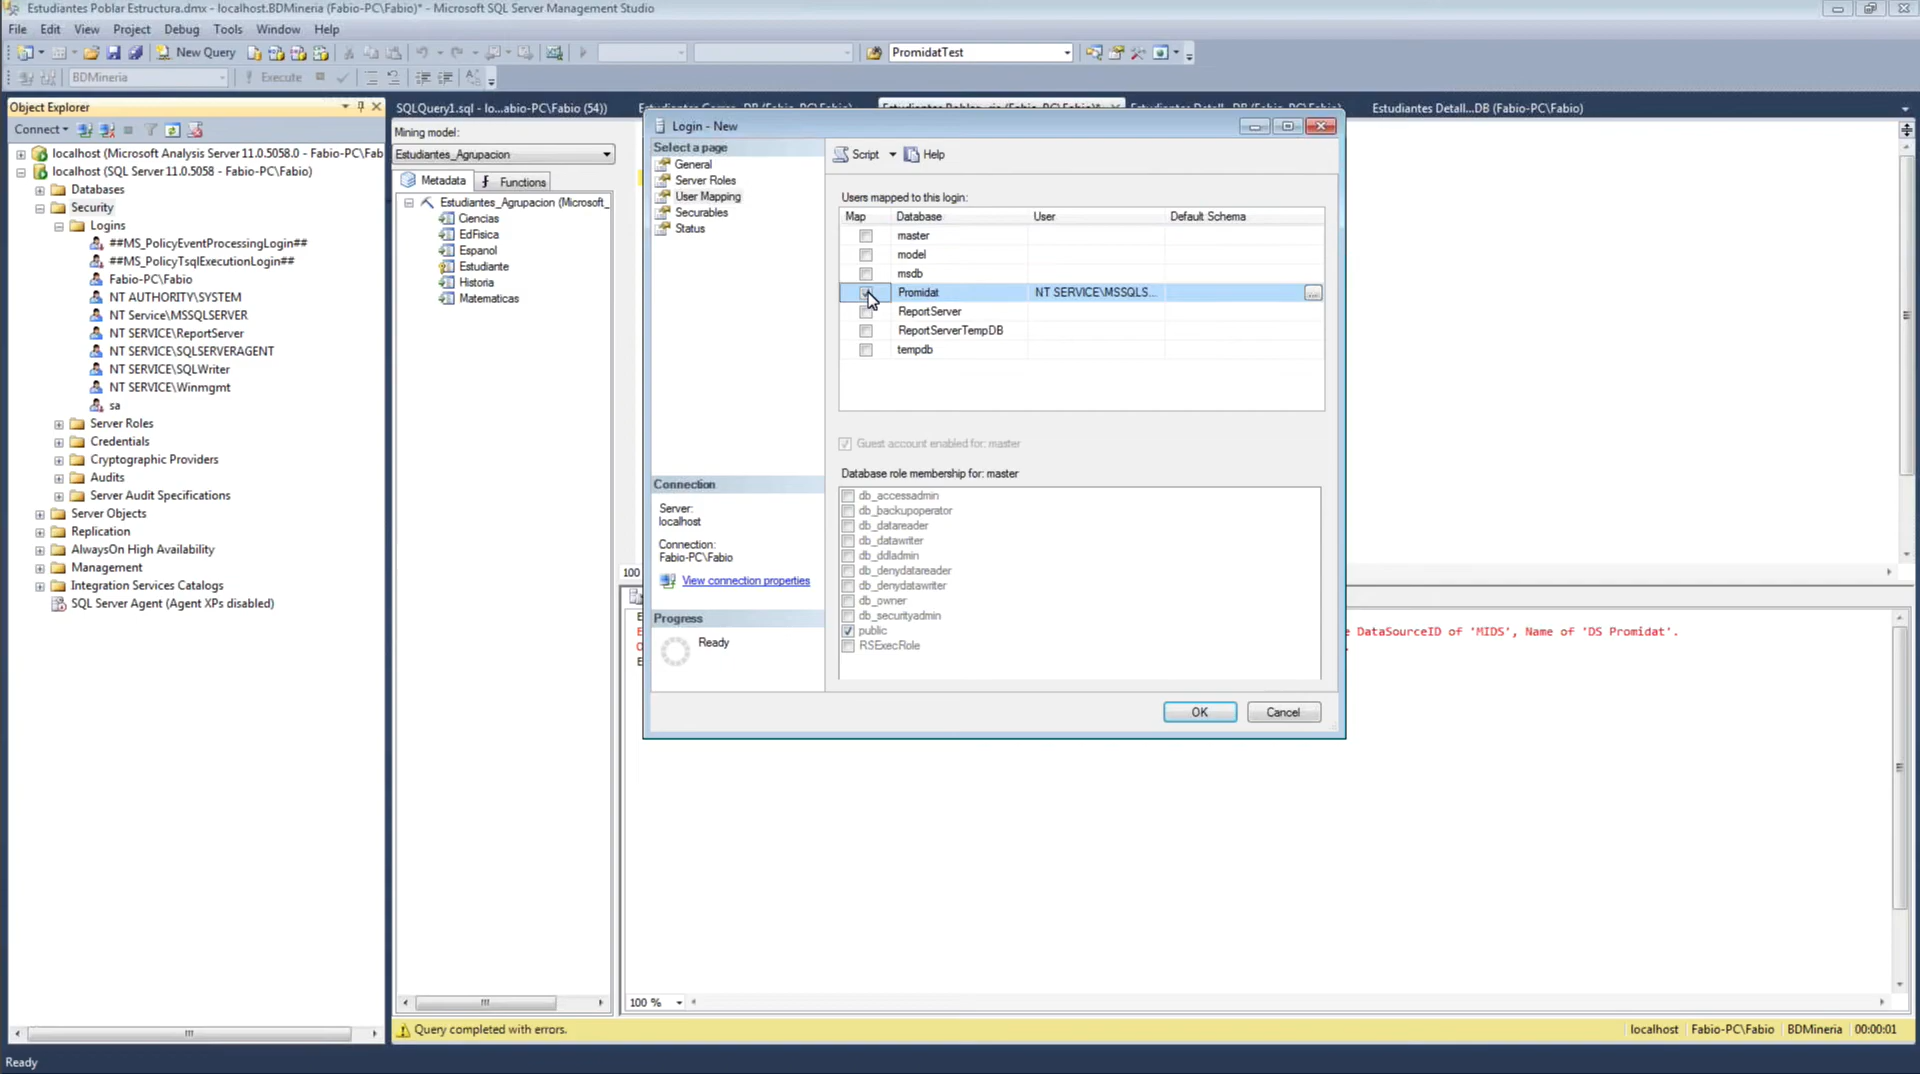 Estudiantes Poblar Estructura.dmx - localhost.BDMineria (Fabio-PC\Fabio)* - Microsoft SQL Server Management Studio
File Edit View Project Debug Tools Window Help
New Query PromidatTest
BDMineria Execute
Object Explorer
Connect
localhost (Microsoft Analysis Server 11.0.5058.0 - Fabio-PC\Fab
localhost (SQL Server 11.0.5058 - Fabio-PC\Fabio)
Databases
Security
Logins
##MS_PolicyEventProcessingLogin##
##MS_PolicyTsqlExecutionLogin##
Fabio-PC\Fabio
NT AUTHORITY\SYSTEM
NT Service\MSSQLSERVER
NT SERVICE\ReportServer
NT SERVICE\SQLSERVERAGENT
NT SERVICE\SQLWriter
NT SERVICE\Winmgmt
sa
Server Roles
Credentials
Cryptographic Providers
Audits
Server Audit Specifications
Server Objects
Replication
AlwaysOn High Availability
Management
Integration Services Catalogs
SQL Server Agent (Agent XPs disabled)
SQLQuery1.sql - lo...abio-PC\Fabio (54))
Estudiantes Detall...DB (Fabio-PC\Fabio)
Mining model:
Estudiantes_Agrupacion
Metadata Functions
Estudiantes_Agrupacion (Microsoft_
Ciencias
EdFisica
Espanol
Estudiante
Historia
Matematicas
Login - New
Select a page
General
Server Roles
User Mapping
Securables
Status
Connection
Server:
localhost
Connection:
Fabio-PC\Fabio
View connection properties
Progress
Ready
Script Help
Users mapped to this login:
Map Database User Default Schema
master
model
msdb
Promidat NT SERVICE\MSSQLS... ...
ReportServer
ReportServerTempDB
tempdb
Guest account enabled for: master
Database role membership for: master
db_accessadmin
db_backupoperator
db_datareader
db_datawriter
db_ddladmin
db_denydatareader
db_denydatawriter
db_owner
db_securityadmin
public
RSExecRole
OK Cancel
100
e DataSourceID of 'MIDS', Name of 'DS Promidat'.
100 %
Query completed with errors. localhost Fabio-PC\Fabio BDMineria 00:00:01
Ready